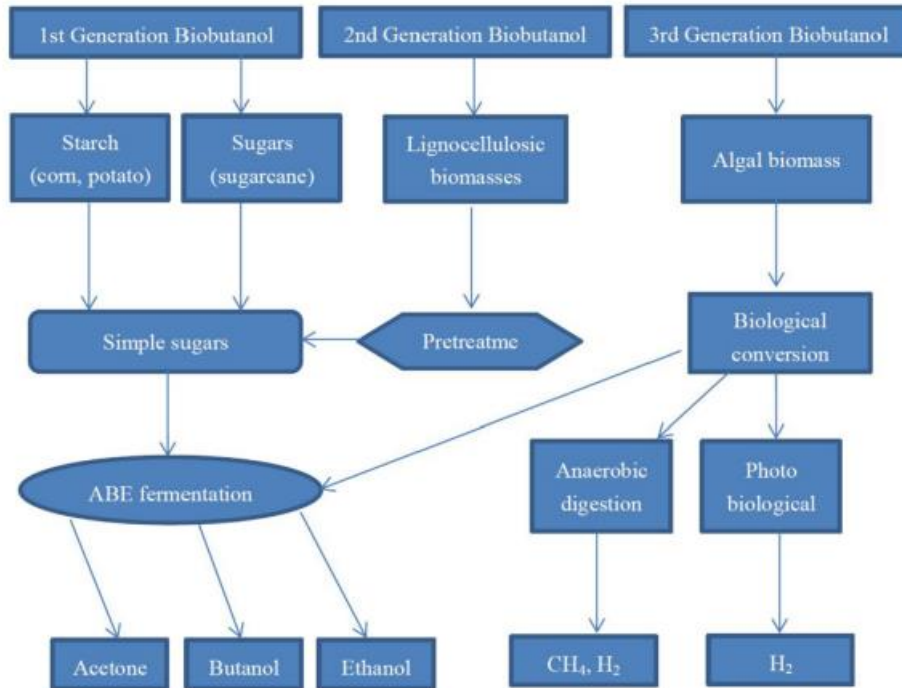 1st Generation Biobutanol
2nd Generation Biobutanol
3rd Generation Biobutanol
Starch
(corn, potato)
Sugars
(sugarcane)
Lignocellulosic
biomasses
Algal biomass
Simple sugars
Pretreatme
Biological
conversion
ABE fermentation
Anaerobic
digestion
Photo
biological
Acetone
Butanol
Ethanol
CH₄, H₂
H₂